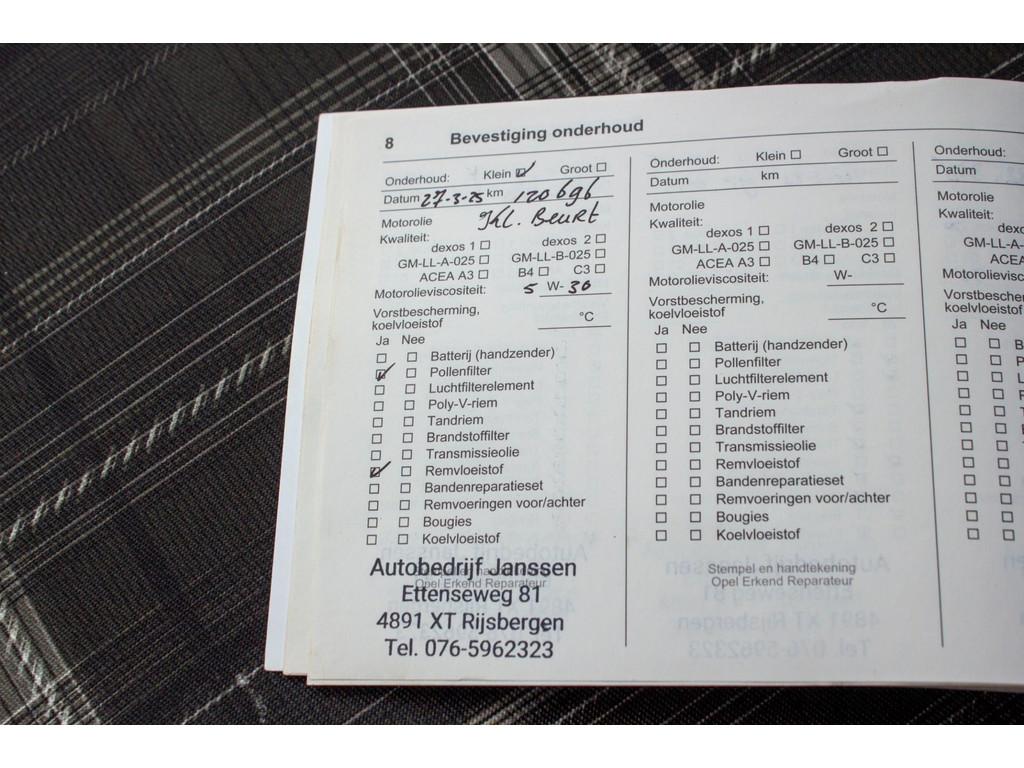 8 Bevestiging onderhoud
Onderhoud: Klein ☑ Groot ☐
Datum 27-3-25 km 120696
Motorolie Kl. Beurt
Kwaliteit:
dexos 1 ☐ dexos 2 ☐
GM-LL-A-025 ☐ GM-LL-B-025 ☐
ACEA A3 ☐ B4 ☐ C3 ☐
Motorolieviscositeit: 5 W- 30
Vorstbescherming,
koelvloeistof °C
Ja Nee
☐ ☐ Batterij (handzender)
☑ ☐ Pollenfilter
☐ ☐ Luchtfilterelement
☐ ☐ Poly-V-riem
☐ ☐ Tandriem
☐ ☐ Brandstoffilter
☐ ☐ Transmissieolie
☑ ☐ Remvloeistof
☐ ☐ Bandenreparatieset
☐ ☐ Remvoeringen voor/achter
☐ ☐ Bougies
☐ ☐ Koelvloeistof
Autobedrijf Janssen
Opel Erkend Reparateur
Ettenseweg 81
4891 XT Rijsbergen
Tel. 076-5962323
Onderhoud: Klein ☐ Groot ☐
Datum km
Motorolie
Kwaliteit:
dexos 1 ☐ dexos 2 ☐
GM-LL-A-025 ☐ GM-LL-B-025 ☐
ACEA A3 ☐ B4 ☐ C3 ☐
Motorolieviscositeit: W-
Vorstbescherming,
koelvloeistof °C
Ja Nee
☐ ☐ Batterij (handzender)
☐ ☐ Pollenfilter
☐ ☐ Luchtfilterelement
☐ ☐ Poly-V-riem
☐ ☐ Tandriem
☐ ☐ Brandstoffilter
☐ ☐ Transmissieolie
☐ ☐ Remvloeistof
☐ ☐ Bandenreparatieset
☐ ☐ Remvoeringen voor/achter
☐ ☐ Bougies
☐ ☐ Koelvloeistof
Stempel en handtekening
Opel Erkend Reparateur
Onderhoud:
Datum
Motorolie
Kwaliteit:
koelvloeistof
Ja Nee